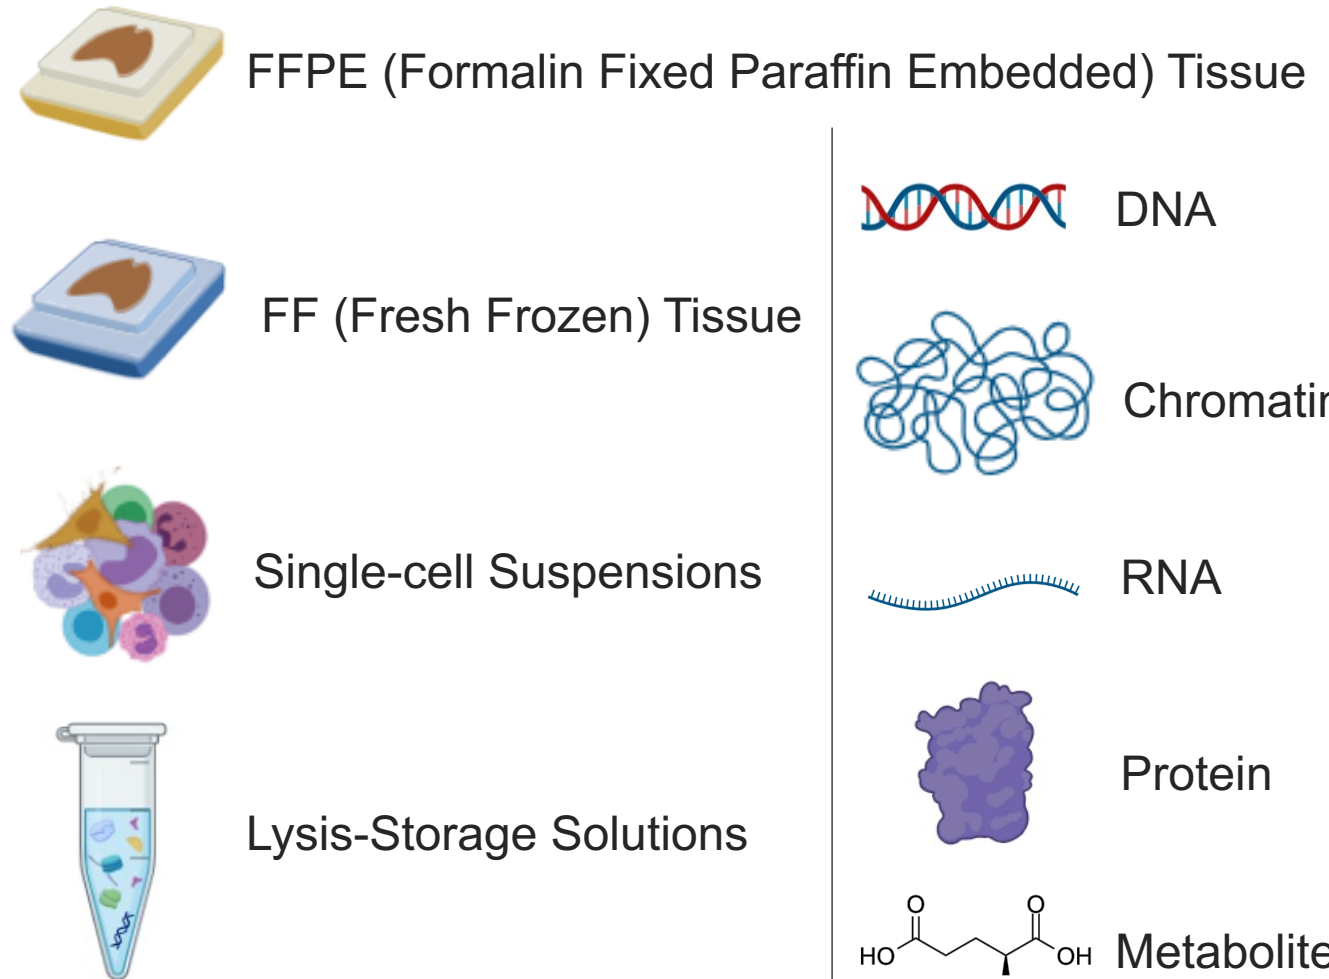 FFPE (Formalin Fixed Paraffin Embedded) Tissue
FF (Fresh Frozen) Tissue
Single-cell Suspensions
Lysis-Storage Solutions
DNA
Chromatin
RNA
Protein
O
O
HO
OH
Metabolite